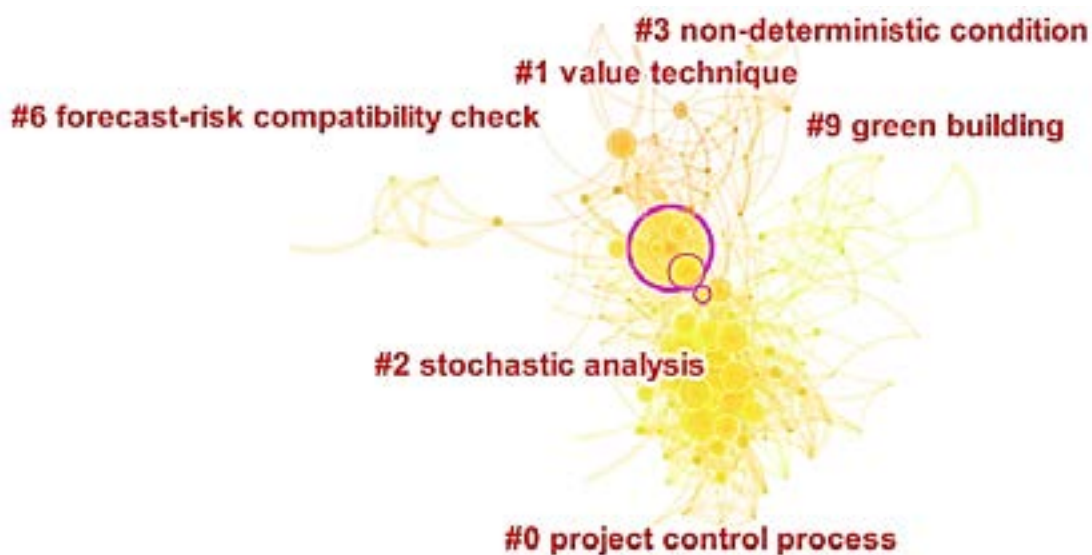 #3 non-deterministic condition
#1 value technique
#6 forecast-risk compatibility check
#9 green building
#2 stochastic analysis
#0 project control process